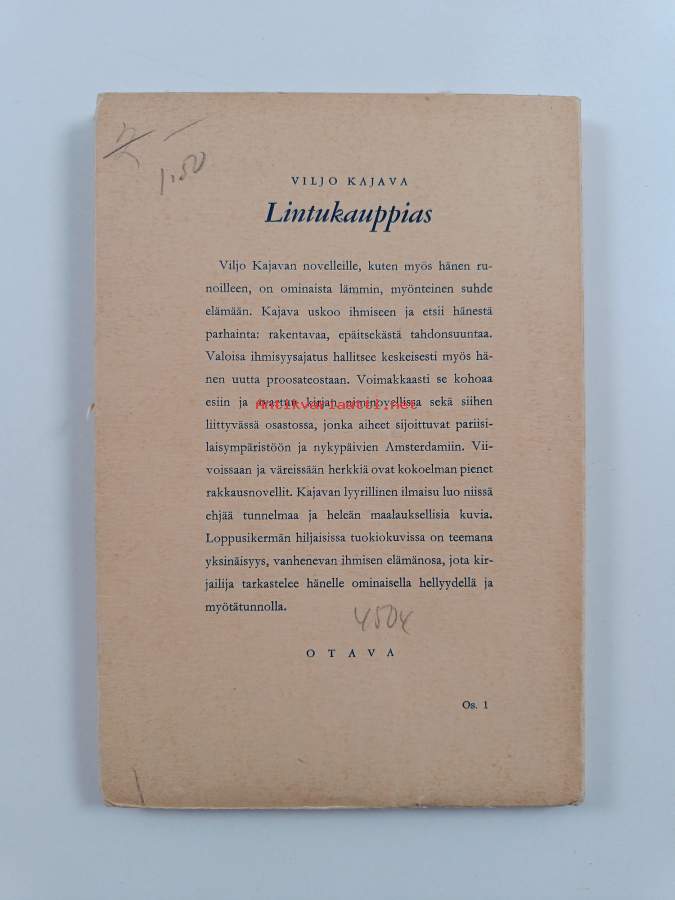 1.50
VILJO KAJAVA
Lintukauppias
Viljo Kajavan novelleille, kuten myös hänen ru-
noilleen, on ominaista lämmin, myönteinen suhde
elämään. Kajava uskoo ihmiseen ja etsii hänestä
parhainta: rakentavaa, epäitsekästä tahdonsuuntaa.
Valoisa ihmisyysajatus hallitsee keskeisesti myös hä-
nen uutta proosateostaan. Voimakkaasti se kohoaa
esiin ja avartuu kirjan niminovellissa sekä siihen
Antikvariaatti.net
liittyvässä osastossa, jonka aiheet sijoittuvat pariisi-
laisympäristöön ja nykypäivien Amsterdamiin. Vii-
voissaan ja väreissään herkkiä ovat kokoelman pienet
rakkausnovellit. Kajavan lyyrillinen ilmaisu luo niissä
ehjää tunnelmaa ja heleän maalauksellisia kuvia.
Loppusikermän hiljaisissa tuokiokuvissa on teemana
yksinäisyys, vanhenevan ihmisen elämänosa, jota kir-
jailija tarkastelee hänelle ominaisella hellyydellä ja
myötätunnolla.
4504
OTAVA
Os. 1